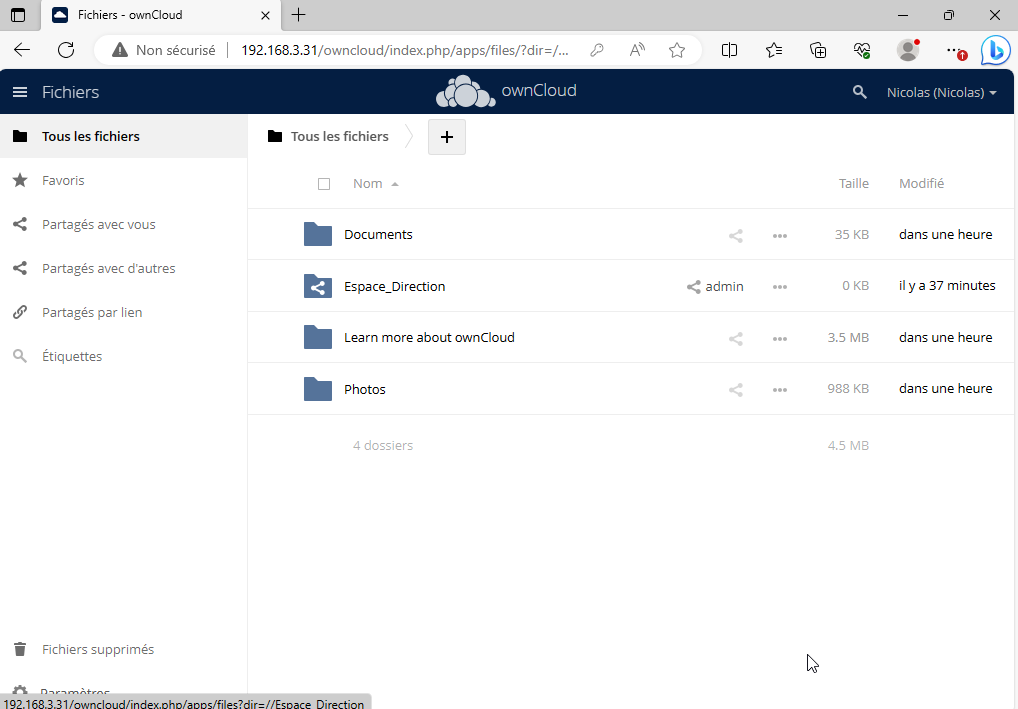 Fichiers - ownCloud
Non sécurisé 192.168.3.31/owncloud/index.php/apps/files/?dir=/...
Fichiers ownCloud Nicolas (Nicolas)
Tous les fichiers
Favoris
Partagés avec vous
Partagés avec d'autres
Partagés par lien
Étiquettes
Tous les fichiers +
Nom Taille Modifié
Documents 35 KB dans une heure
Espace_Direction admin 0 KB il y a 37 minutes
Learn more about ownCloud 3.5 MB dans une heure
Photos 988 KB dans une heure
4 dossiers 4.5 MB
Fichiers supprimés
Paramètres
192.168.3.31/owncloud/index.php/apps/files?dir=//Espace_Direction